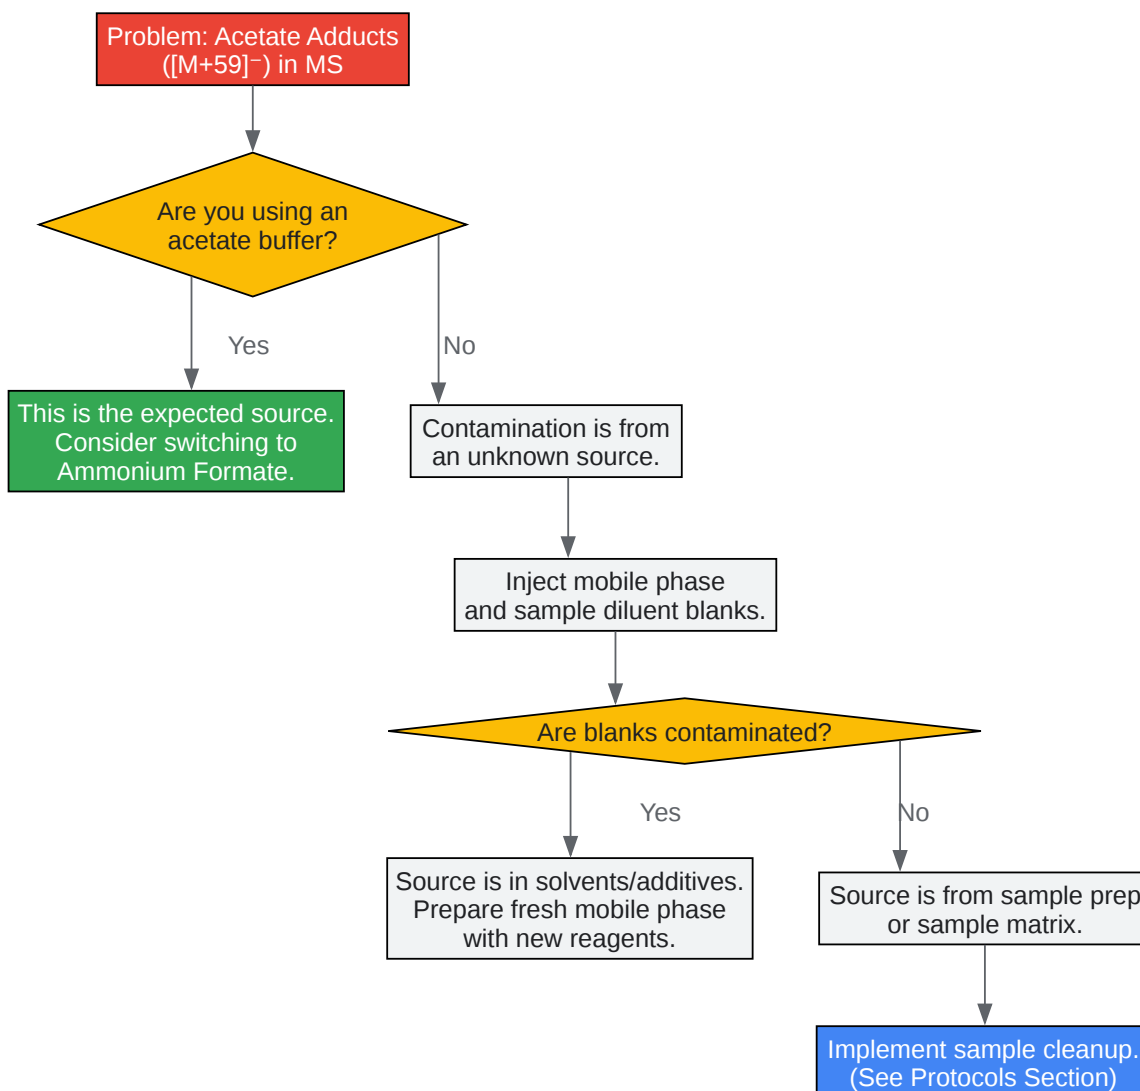 Problem: Acetate Adducts
([M+59]⁻) in MS
Are you using an
acetate buffer?
Yes
No
This is the expected source.
Consider switching to
Ammonium Formate.
Contamination is from
an unknown source.
Inject mobile phase
and sample diluent blanks.
Are blanks contaminated?
Yes
No
Source is in solvents/additives.
Prepare fresh mobile phase
with new reagents.
Source is from sample prep
or sample matrix.
Implement sample cleanup.
(See Protocols Section)